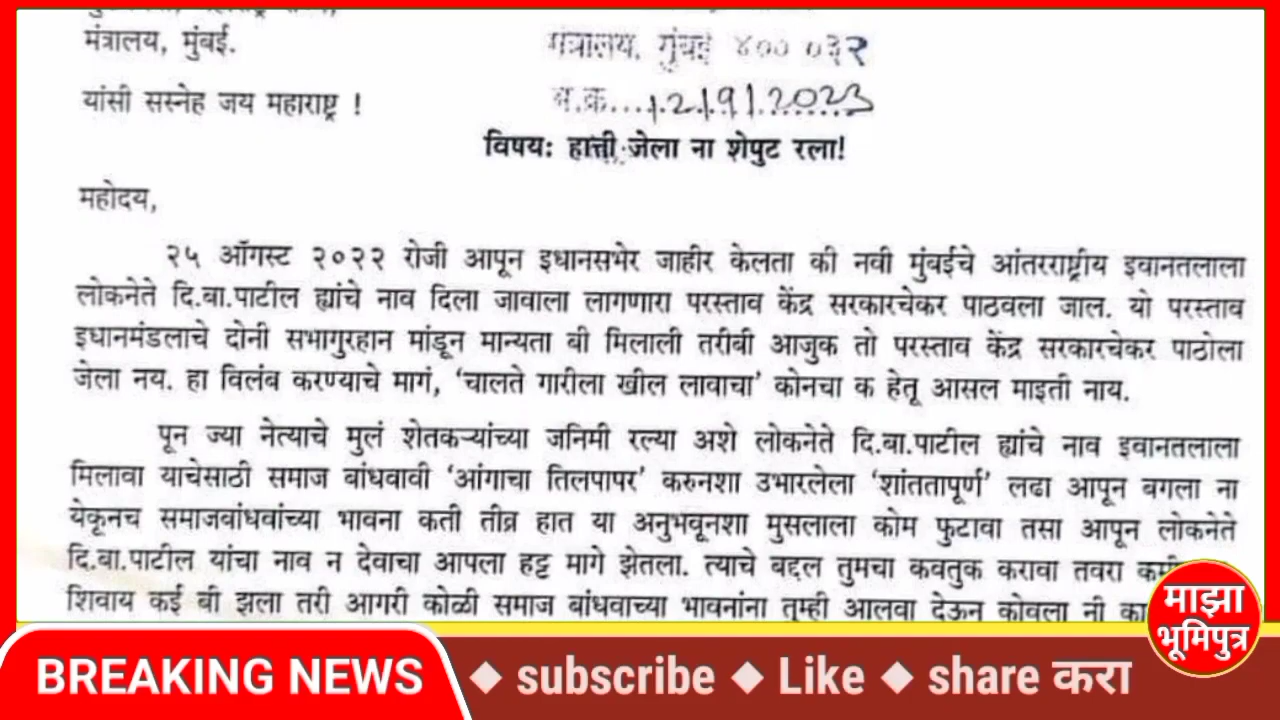 मंत्रालय, मुंबई.
मंत्रालय, मुंबई ४०० ०३२
यांसी सस्नेह जय महाराष्ट्र !
विषय: हात्ती जेला ना शेपुट रला!
महोदय,
२५ ऑगस्ट २०२२ रोजी आपून इधानसभेर जाहीर केलता की नवी मुंबईचे आंतरराष्ट्रीय इवानतलाला
लोकनेते दि.बा.पाटील ह्यांचे नाव दिला जावाला लागणारा परस्ताव केंद्र सरकारचेकर पाठवला जाल. यो परस्ताव
इधानमंडलाचे दोनी सभागुरहान मांडून मान्यता बी मिलाली तरीबी आजुक तो परस्ताव केंद्र सरकारचेकर पाठोला
जेला नय. हा विलंब करण्याचे मागं, ‘चालते गारीला खील लावाचा’ कोनचा क हेतू आसल माइती नाय.
पून ज्या नेत्याचे मुलं शेतकऱ्यांच्या जनिमी रल्या अशे लोकनेते दि.बा.पाटील ह्यांचे नाव इवानतलाला
मिलावा याचेसाठी समाज बांधवावी ‘आंगाचा तिलपापर’ करुनशा उभारलेला ‘शांततापूर्ण’ लढा आपून बगला ना
येकूनच समाजबांधवांच्या भावना कती तीव्र हात या अनुभवूनशा मुसलाला कोम फुटावा तसा आपून लोकनेते
दि.बा.पाटील यांचा नाव न देवाचा आपला हट्ट मागे झेतला. त्याचे बद्दल तुमचा कवतुक करावा तवरा
शिवाय कई बी झला तरी आगरी कोळी समाज बांधवाच्या भावनांना तुम्ही आलवा देऊन कोवला नी
माझा
भूमिपुत्र
BREAKING NEWS
◆ subscribe ◆ Like ◆ share करा